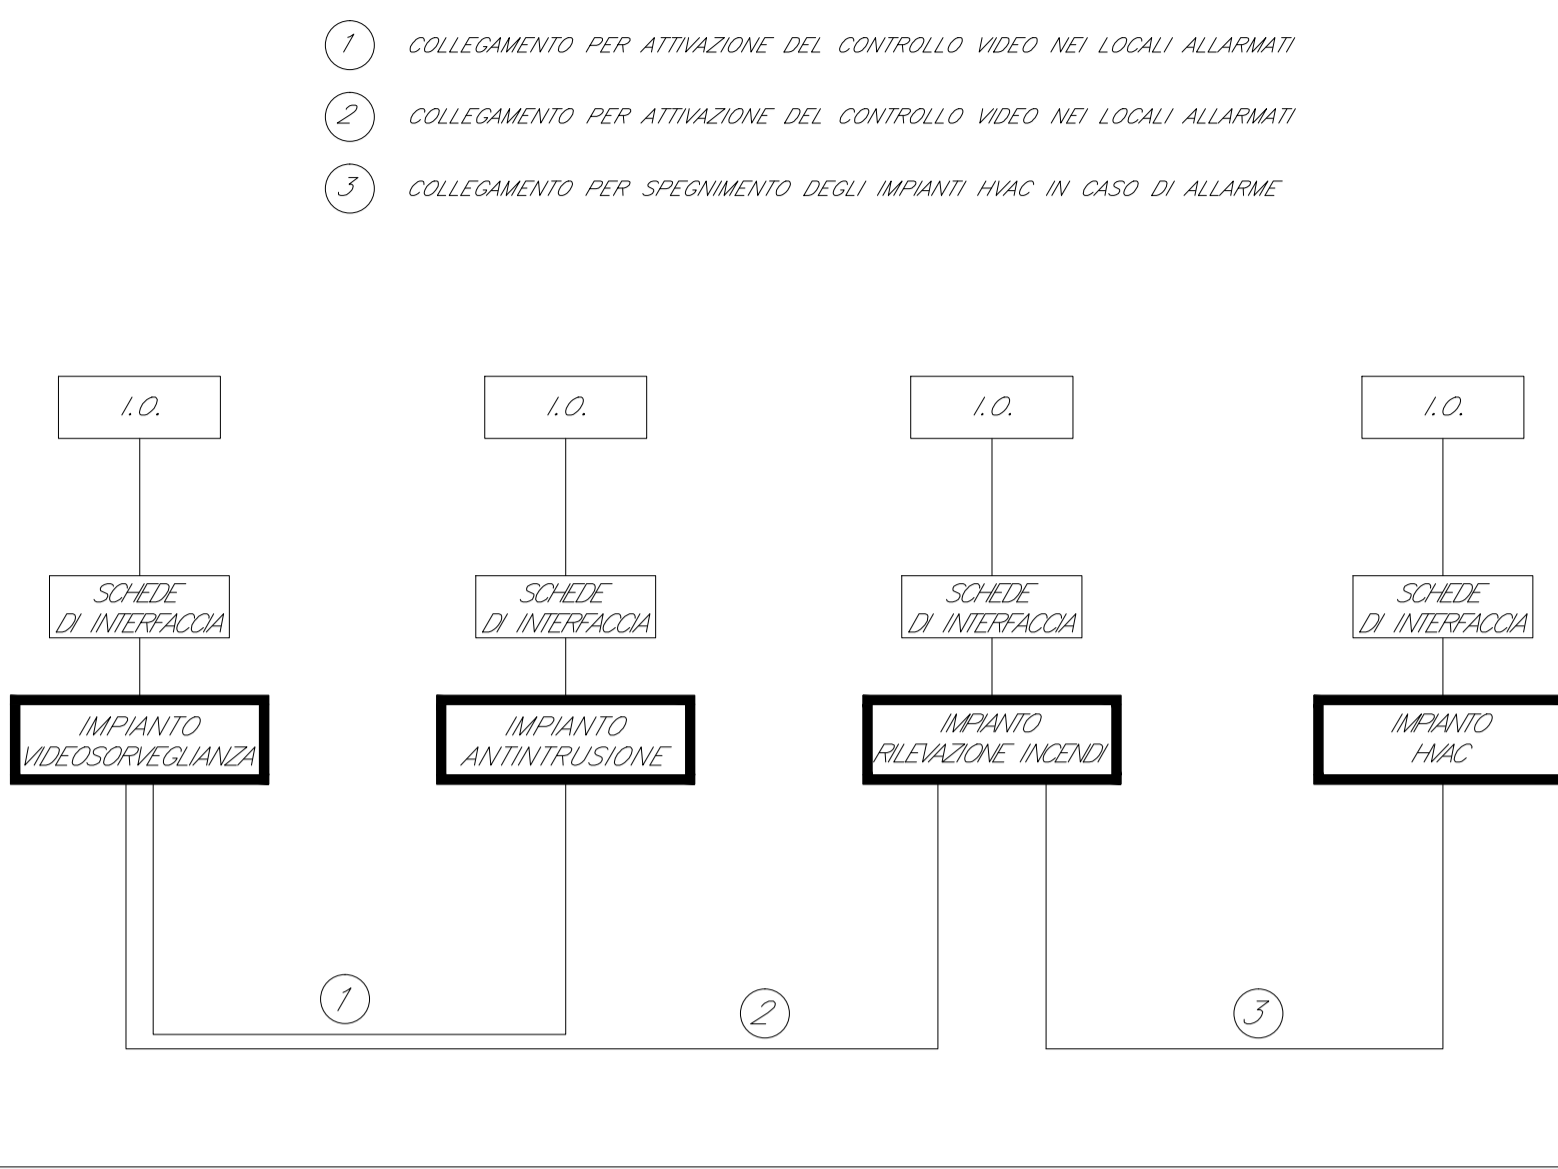 1 COLLEGAMENTO PER ATTIVAZIONE DEL CONTROLLO VIDEO NEI LOCALI ALLARMATI
2 COLLEGAMENTO PER ATTIVAZIONE DEL CONTROLLO VIDEO NEI LOCALI ALLARMATI
3 COLLEGAMENTO PER SPEGNIMENTO DEGLI IMPIANTI HVAC IN CASO DI ALLARME
I.O.
I.O.
I.O.
I.O.
SCHEDE
DI INTERFACCIA
SCHEDE
DI INTERFACCIA
SCHEDE
DI INTERFACCIA
SCHEDE
DI INTERFACCIA
IMPIANTO
VIDEOSORVEGLIANZA
IMPIANTO
ANTINTRUSIONE
IMPIANTO
RILEVAZIONE INCENDI
IMPIANTO
HVAC
1
2
3